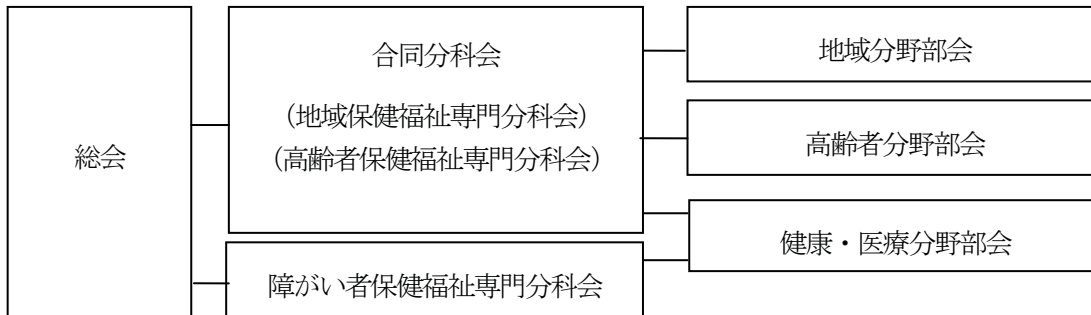 総会
合同分科会
（地域保健福祉専門分科会）
（高齢者保健福祉専門分科会）
障がい者保健福祉専門分科会
地域分野部会
高齢者分野部会
健康・医療分野部会